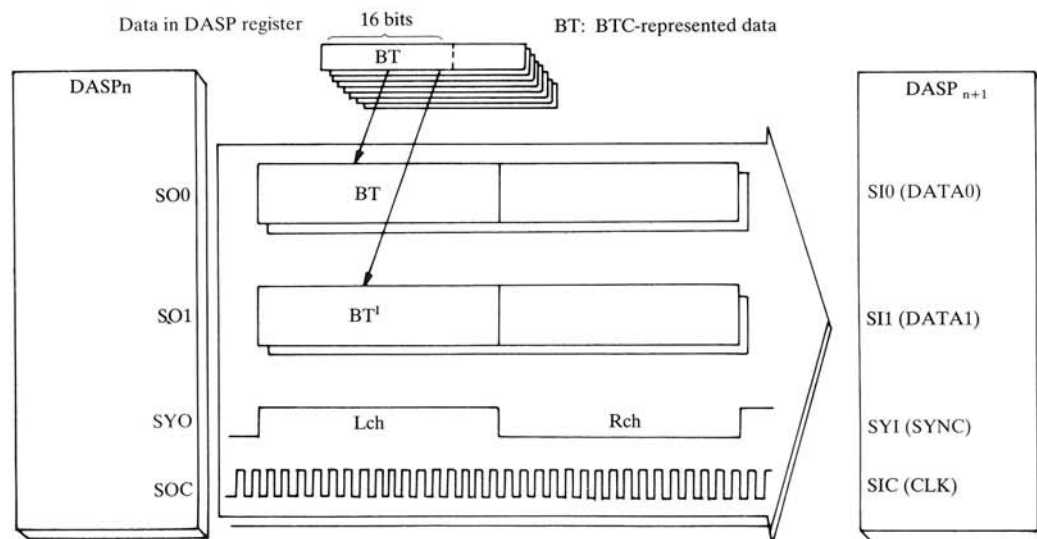 Data in DASP register
16 bits
BT: BTC-represented data
BT
DASPn
DASP n+1
SO0
BT
SI0 (DATA0)
SO1
BT¹
SI1 (DATA1)
SYO
Lch
Rch
SYI (SYNC)
SOC
SIC (CLK)